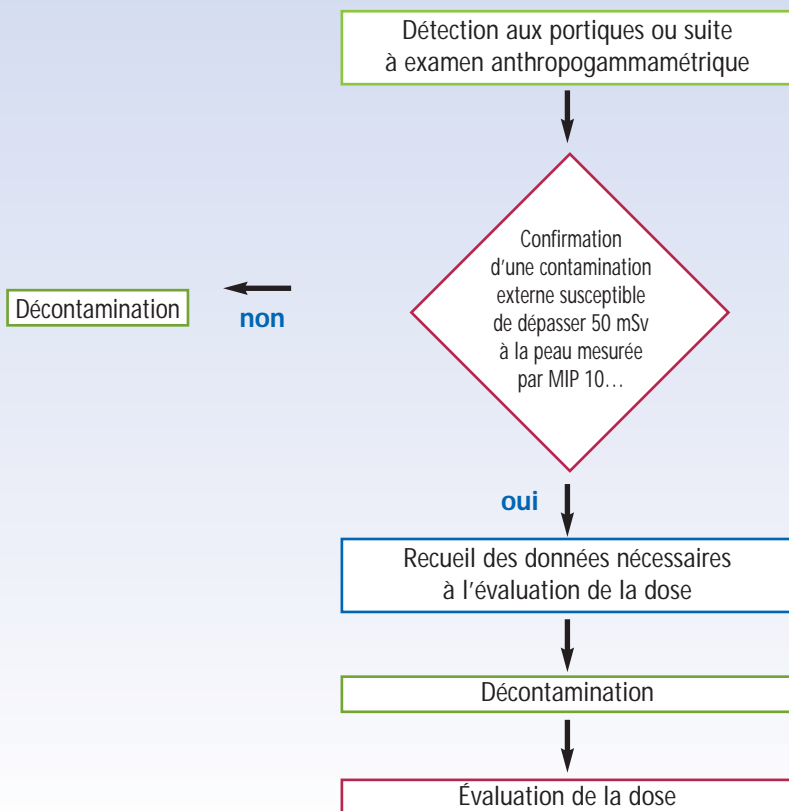 Détection aux portiques ou suite
à examen anthropogammamétrique
Confirmation
d'une contamination
externe susceptible
de dépasser 50 mSv
à la peau mesurée
par MIP 10…
Décontamination
non
oui
Recueil des données nécessaires
à l'évaluation de la dose
Décontamination
Évaluation de la dose